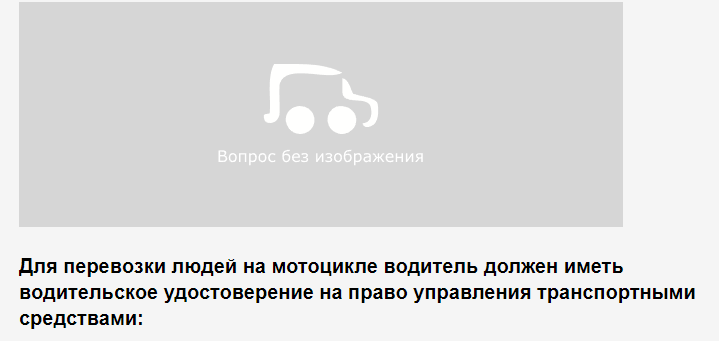 Вопрос без изображения
Для перевозки людей на мотоцикле водитель должен иметь
водительское удостоверение на право управления транспортными
средствами: